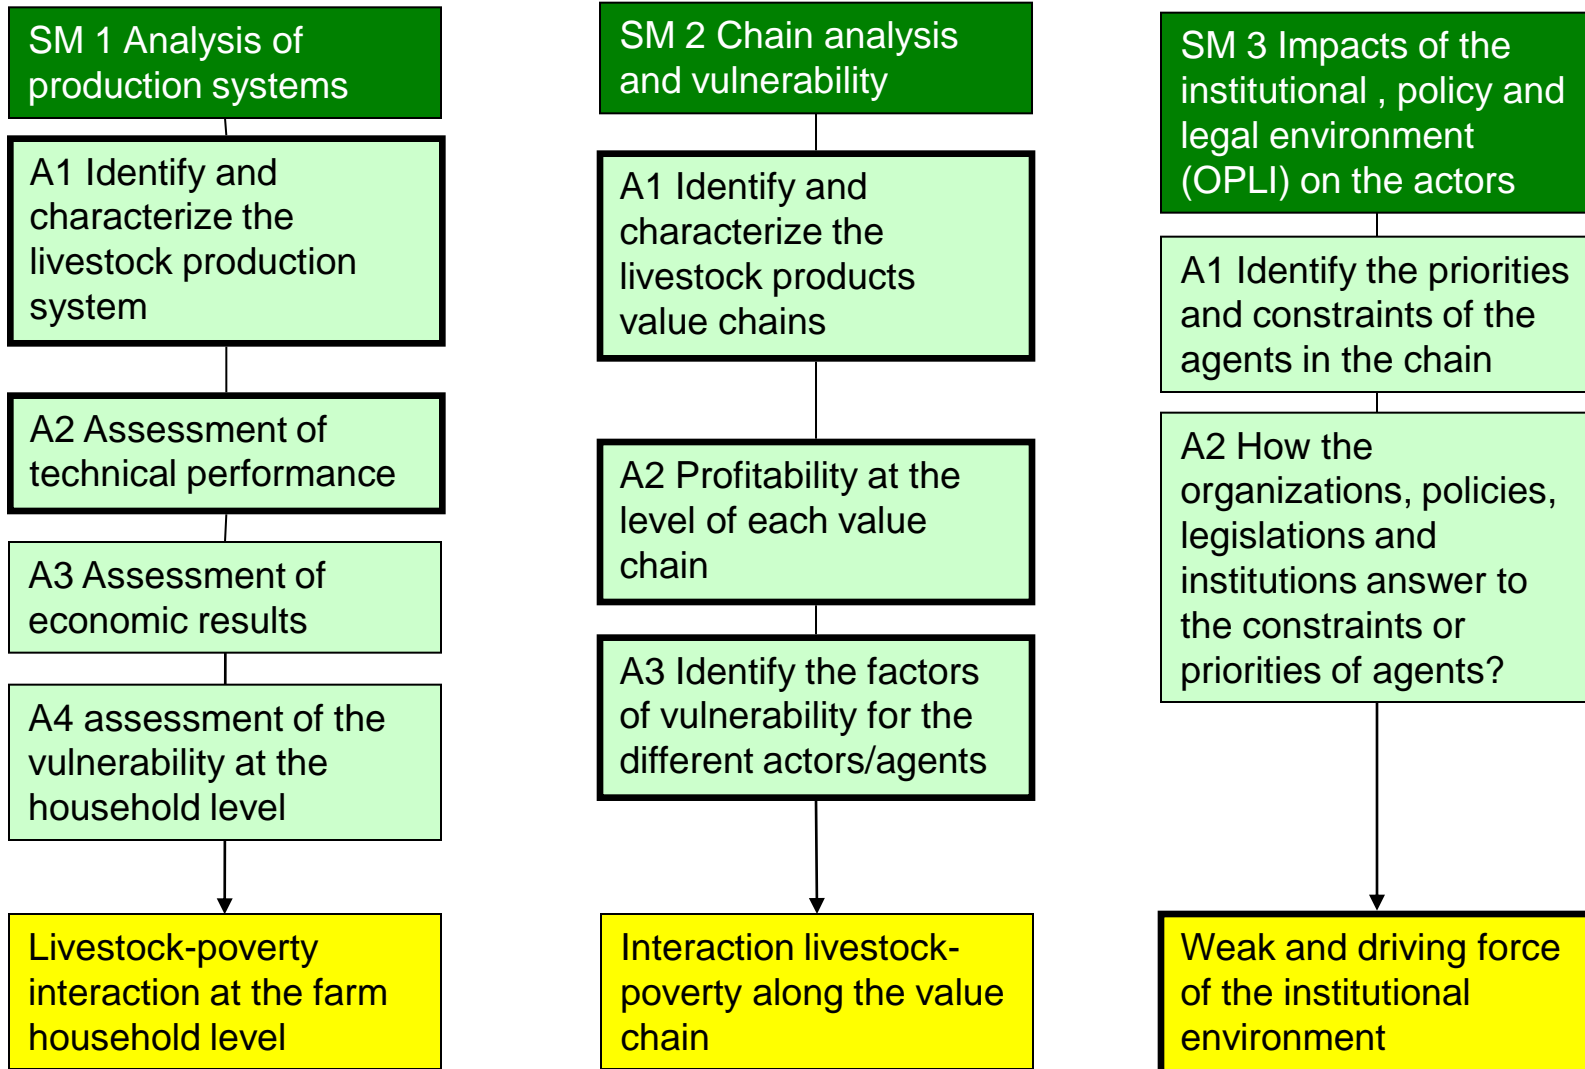 SM 1 Analysis of
production systems
A1 Identify and
characterize the
livestock production
system
A2 Assessment of
technical performance
A3 Assessment of
economic results
A4 assessment of the
vulnerability at the
household level
Livestock-poverty
interaction at the farm
household level
SM 2 Chain analysis
and vulnerability
A1 Identify and
characterize the
livestock products
value chains
A2 Profitability at the
level of each value
chain
A3 Identify the factors
of vulnerability for the
different actors/agents
Interaction livestock-
poverty along the value
chain
SM 3 Impacts of the
institutional , policy and
legal environment
(OPLI) on the actors
A1 Identify the priorities
and constraints of the
agents in the chain
A2 How the
organizations, policies,
legislations and
institutions answer to
the constraints or
priorities of agents?
Weak and driving force
of the institutional
environment